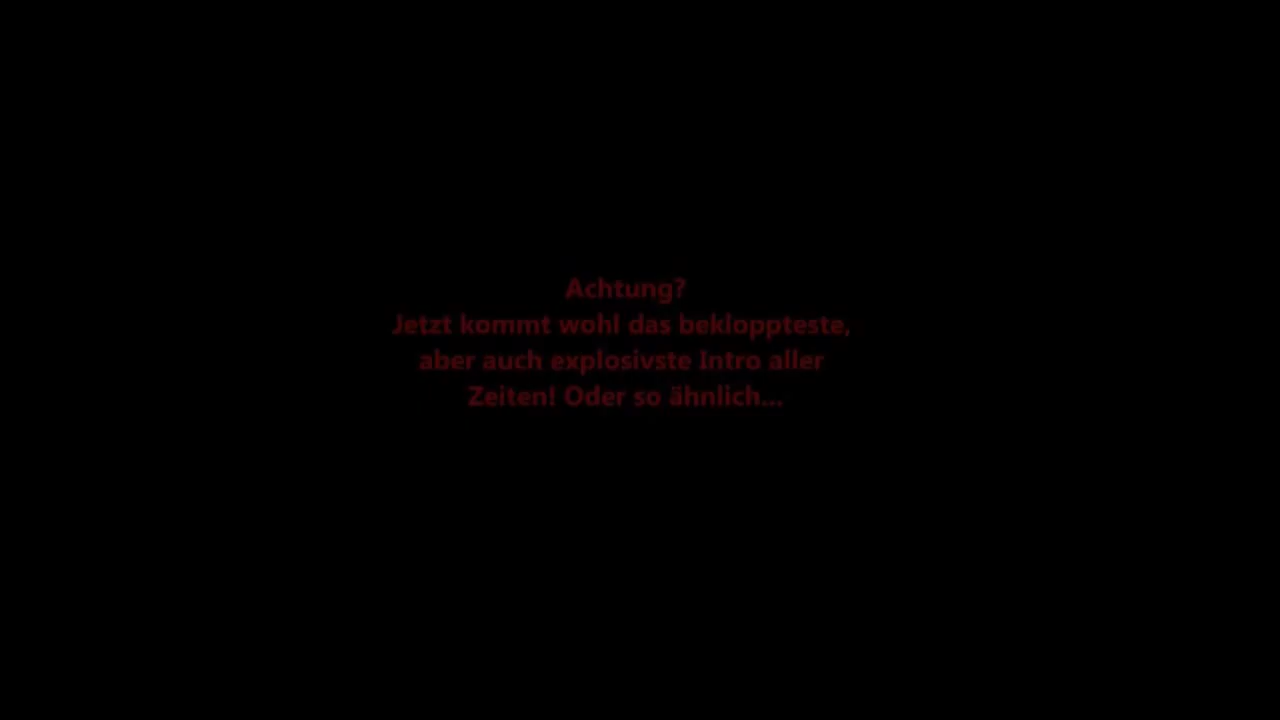 Achtung?
Jetzt kommt wohl das bekloppteste,
aber auch explosivste Intro aller
Zeiten! Oder so ähnlich...